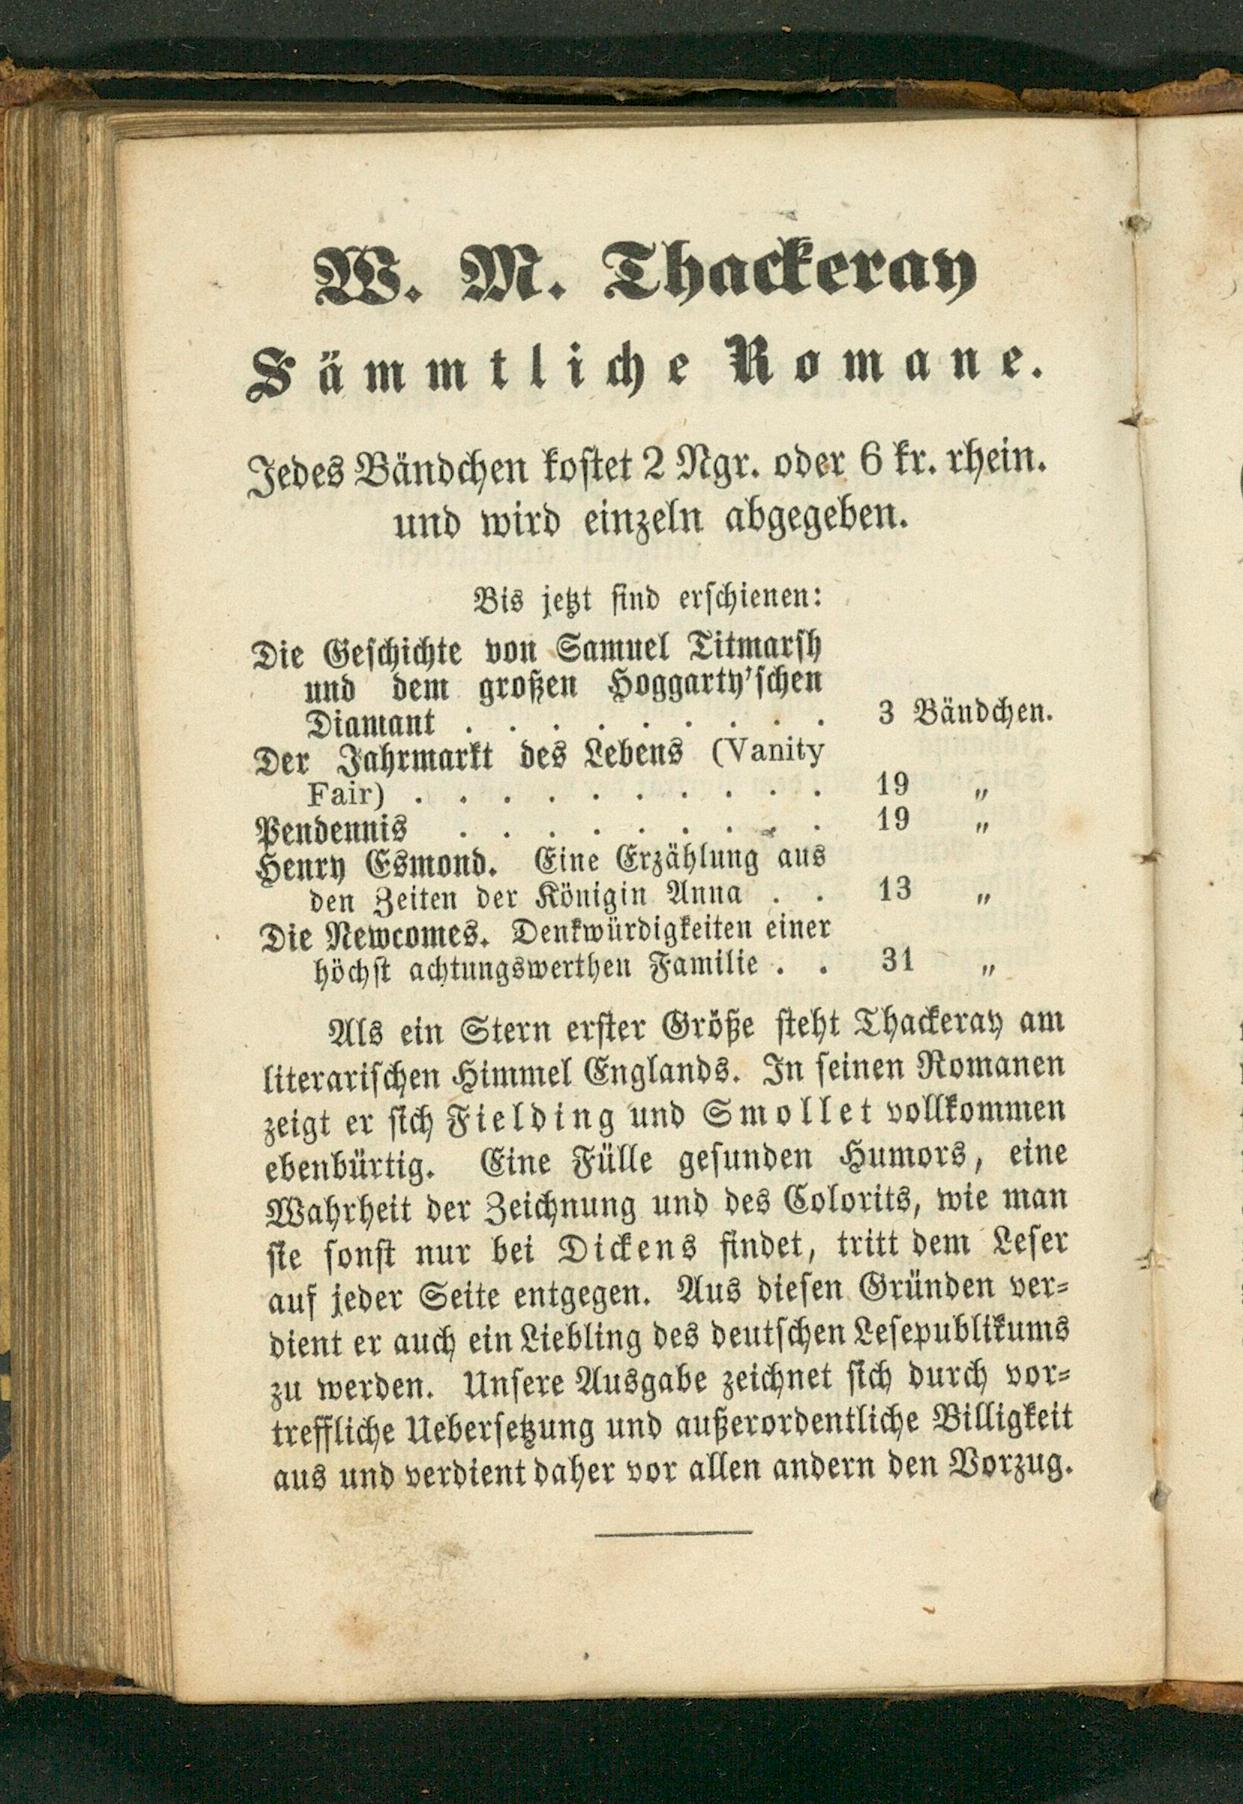 W. M. Thackeray
Sämmtliche Romane.
Jedes Bändchen kostet 2 Ngr. oder 6 kr. rhein.
und wird einzeln abgegeben.
Bis jetzt sind erschienen:
Die Geschichte von Samuel Titmarsh
und dem großen Hoggarty'schen
Diamant . . . . . . . . . 3 Bändchen.
Der Jahrmarkt des Lebens (Vanity
Fair) . . . . . . . . . . 19 „
Pendennis . . . . . . . . . 19 „
Henry Esmond. Eine Erzählung aus
den Zeiten der Königin Anna . . 13 „
Die Newcomes. Denkwürdigkeiten einer
höchst achtungswerthen Familie . . 31 „
Als ein Stern erster Größe steht Thackeray am
literarischen Himmel Englands. In seinen Romanen
zeigt er sich Fielding und Smollet vollkommen
ebenbürtig. Eine Fülle gesunden Humors, eine
Wahrheit der Zeichnung und des Colorits, wie man
sie sonst nur bei Dickens findet, tritt dem Leser
auf jeder Seite entgegen. Aus diesen Gründen ver-
dient er auch ein Liebling des deutschen Lesepublikums
zu werden. Unsere Ausgabe zeichnet sich durch vor-
treffliche Uebersetzung und außerordentliche Billigkeit
aus und verdient daher vor allen andern den Vorzug.